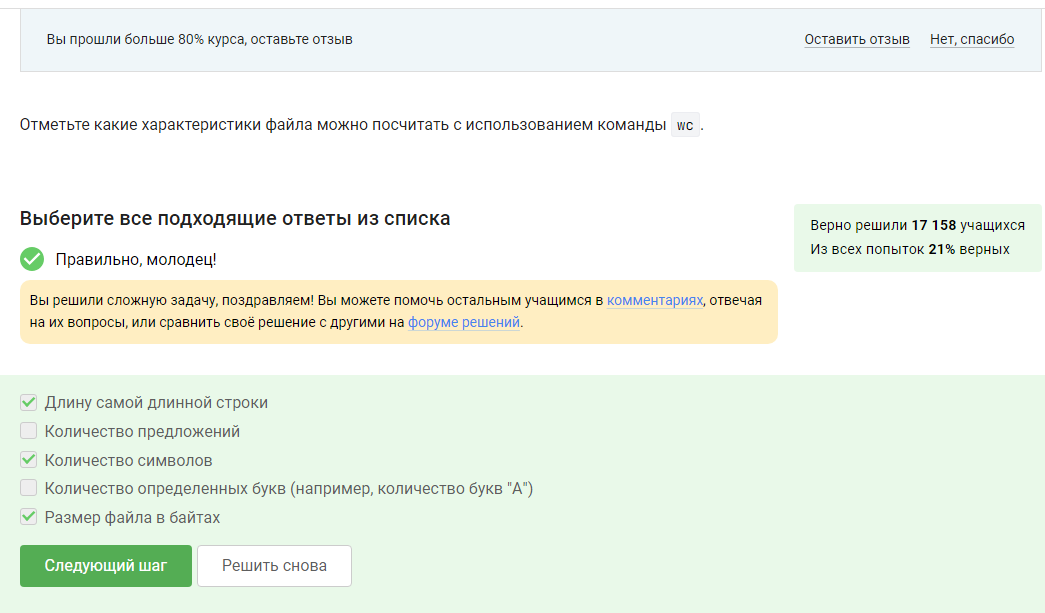 Вы прошли больше 80% курса, оставьте отзыв
Оставить отзыв
Нет, спасибо
Отметьте какие характеристики файла можно посчитать с использованием команды wc.
Выберите все подходящие ответы из списка
Верно решили 17 158 учащихся
Из всех попыток 21% верных
Правильно, молодец!
Вы решили сложную задачу, поздравляем! Вы можете помочь остальным учащимся в комментариях, отвечая
на их вопросы, или сравнить своё решение с другими на форуме решений.
Длину самой длинной строки
Количество предложений
Количество символов
Количество определенных букв (например, количество букв "А")
Размер файла в байтах
Следующий шаг
Решить снова